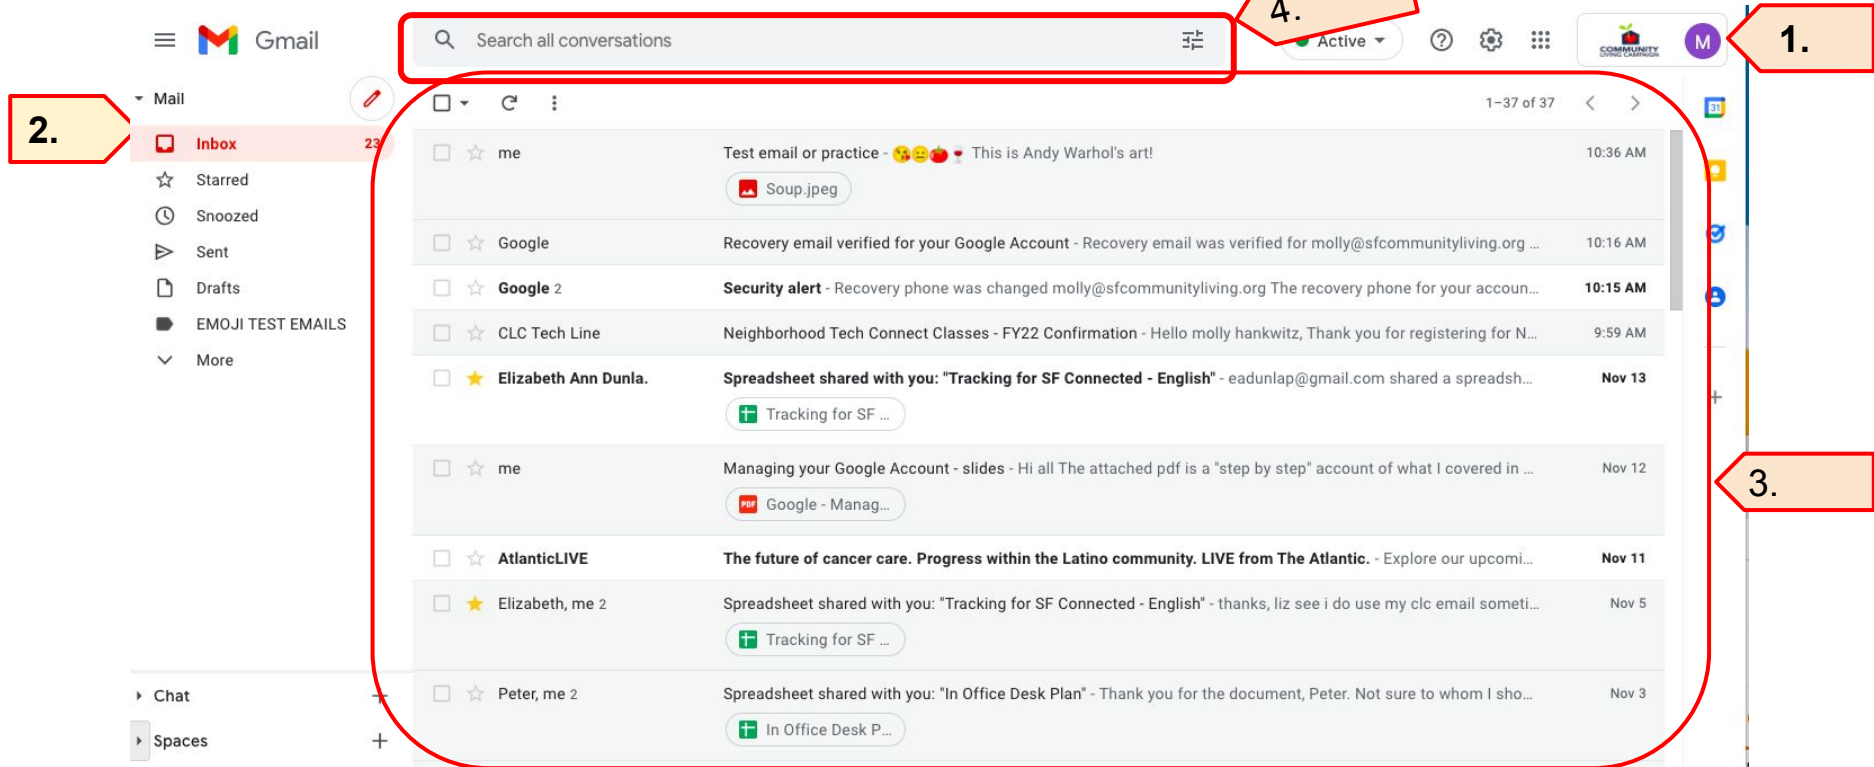 4.
Gmail
Search all conversations
Active
COMMUNITY
LIVING CAMPAIGN
M
1.
2.
Mail
Inbox 23
Starred
Snoozed
Sent
Drafts
EMOJI TEST EMAILS
More
Chat
Spaces
1–37 of 37
31
me Test email or practice - 😘😐🍅🍷 This is Andy Warhol's art! 10:36 AM
Soup.jpeg
Google Recovery email verified for your Google Account - Recovery email was verified for molly@sfcommunityliving.org ... 10:16 AM
Google 2 Security alert - Recovery phone was changed molly@sfcommunityliving.org The recovery phone for your accoun... 10:15 AM
CLC Tech Line Neighborhood Tech Connect Classes - FY22 Confirmation - Hello molly hankwitz, Thank you for registering for N... 9:59 AM
Elizabeth Ann Dunla. Spreadsheet shared with you: "Tracking for SF Connected - English" - eadunlap@gmail.com shared a spreadsh... Nov 13
Tracking for SF ...
me Managing your Google Account - slides - Hi all The attached pdf is a "step by step" account of what I covered in ... Nov 12
PDF Google - Manag...
3.
AtlanticLIVE The future of cancer care. Progress within the Latino community. LIVE from The Atlantic. - Explore our upcomi... Nov 11
Elizabeth, me 2 Spreadsheet shared with you: "Tracking for SF Connected - English" - thanks, liz see i do use my clc email someti... Nov 5
Tracking for SF ...
Peter, me 2 Spreadsheet shared with you: "In Office Desk Plan" - Thank you for the document, Peter. Not sure to whom I sho... Nov 3
In Office Desk P...